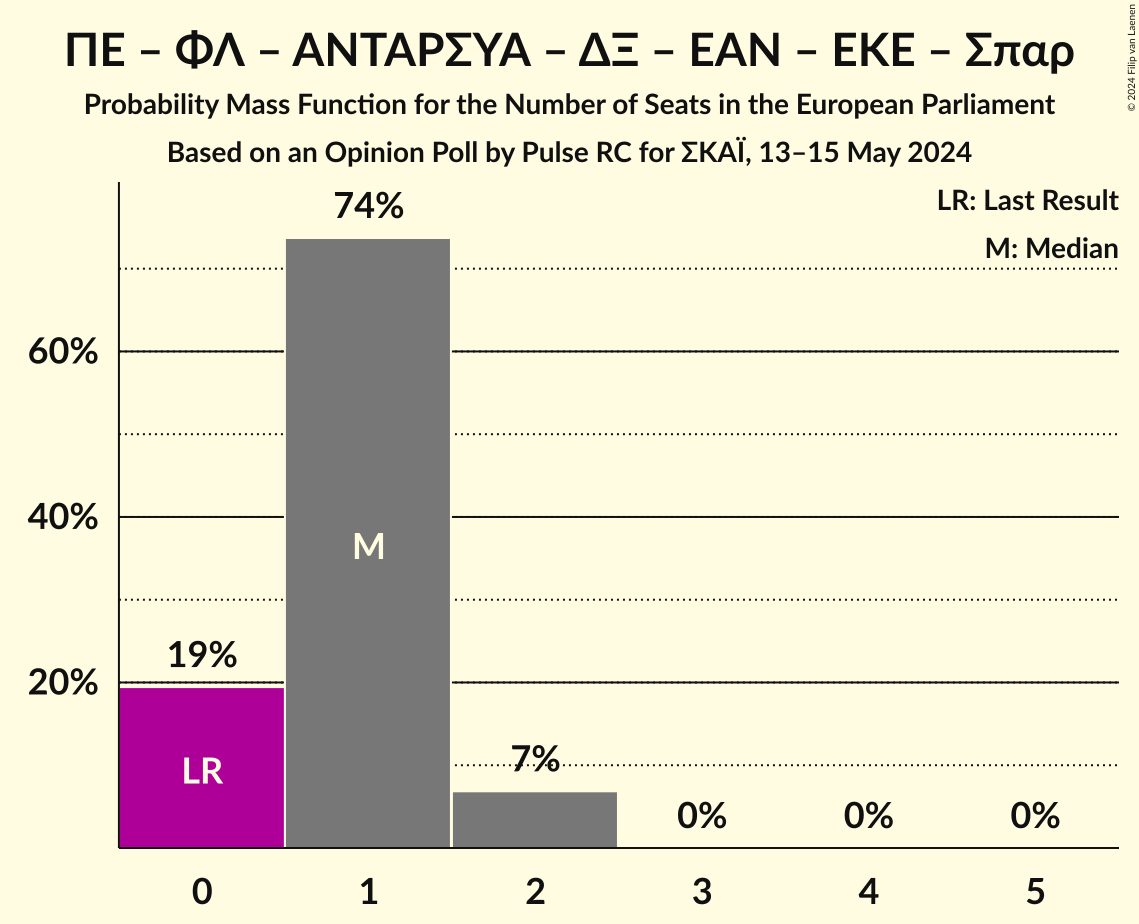 ΠΕ – ΦΛ – ΑΝΤΑΡΣΥΑ – ΔΞ – ΕΑΝ – ΕΚΕ – Σπαρ
Probability Mass Function for the Number of Seats in the European Parliament
Based on an Opinion Poll by Pulse RC for ΣΚΑΪ, 13–15 May 2024
© 2024 Filip van Laenen
LR: Last Result
M: Median
74%
60%
40%
M
19%
20%
LR
7%
0%
0%
0%
0
1
2
3
4
5